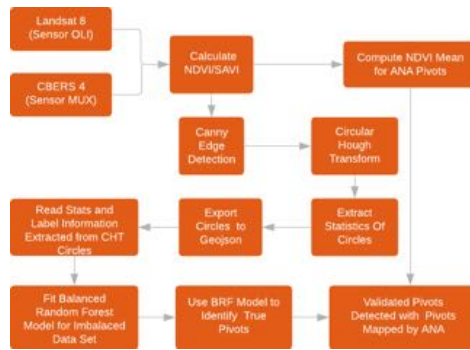 Landsat 8
(Sensor OLI)
CBERS 4
(Sensor MUX)
Calculate
NDVI/SAVI
Compute NDVI Mean
for ANA Pivots
Canny
Edge
Detection
Circular
Hough
Transform
Read Stats and
Label Information
Extracted from CHT
Circles
Export
Circles to
Geojson
Extract
Statistics Of
Circles
Fit Balanced
Random Forest
Model for Imbalaced
Data Set
Use BRF Model to
Identify True
Pivots
Validated Pivots
Detected with Pivots
Mapped by ANA